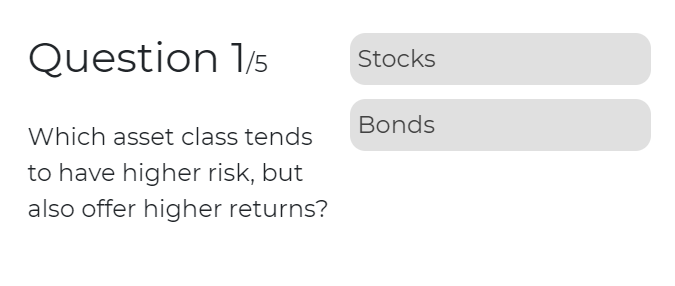 Question 1/5
Which asset class tends
to have higher risk, but
also offer higher returns?
Stocks
Bonds